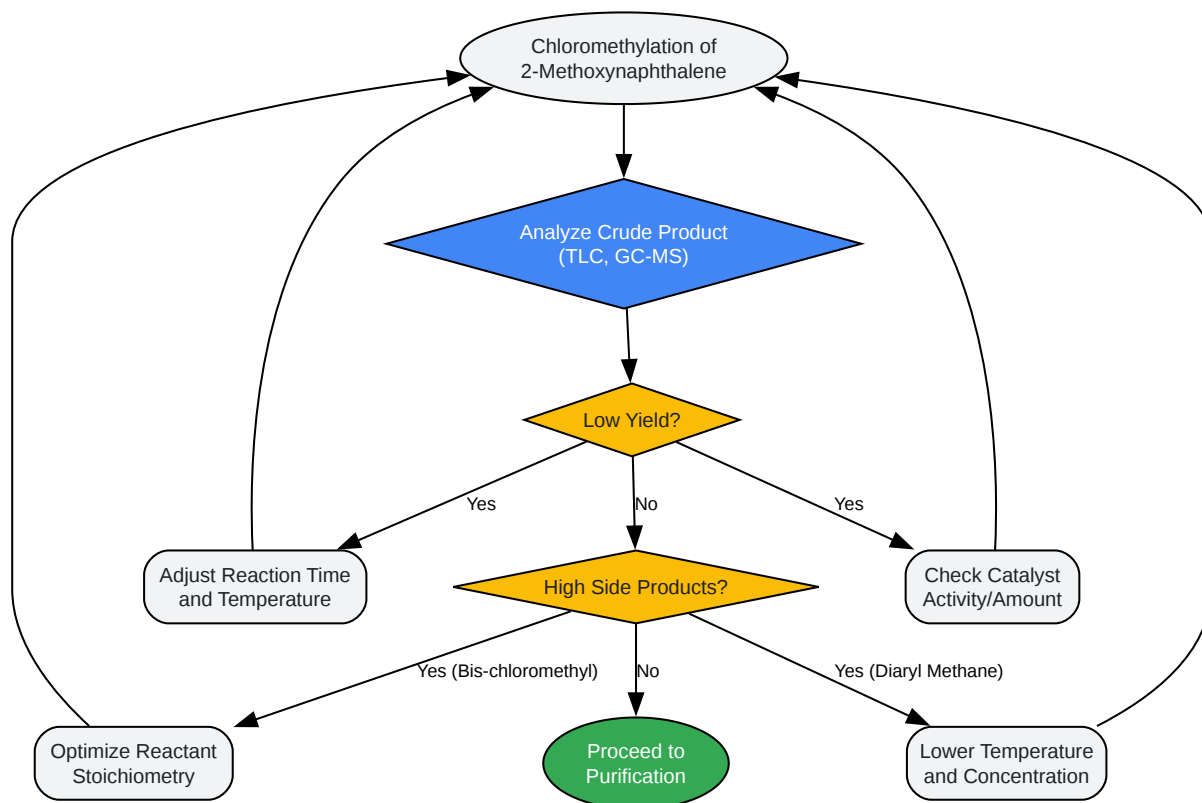 Chloromethylation of
2-Methoxynaphthalene
Analyze Crude Product
(TLC, GC-MS)
Low Yield?
Yes
No
Yes
Adjust Reaction Time
and Temperature
High Side Products?
Check Catalyst
Activity/Amount
Yes (Bis-chloromethyl)
No
Yes (Diaryl Methane)
Optimize Reactant
Stoichiometry
Proceed to
Purification
Lower Temperature
and Concentration